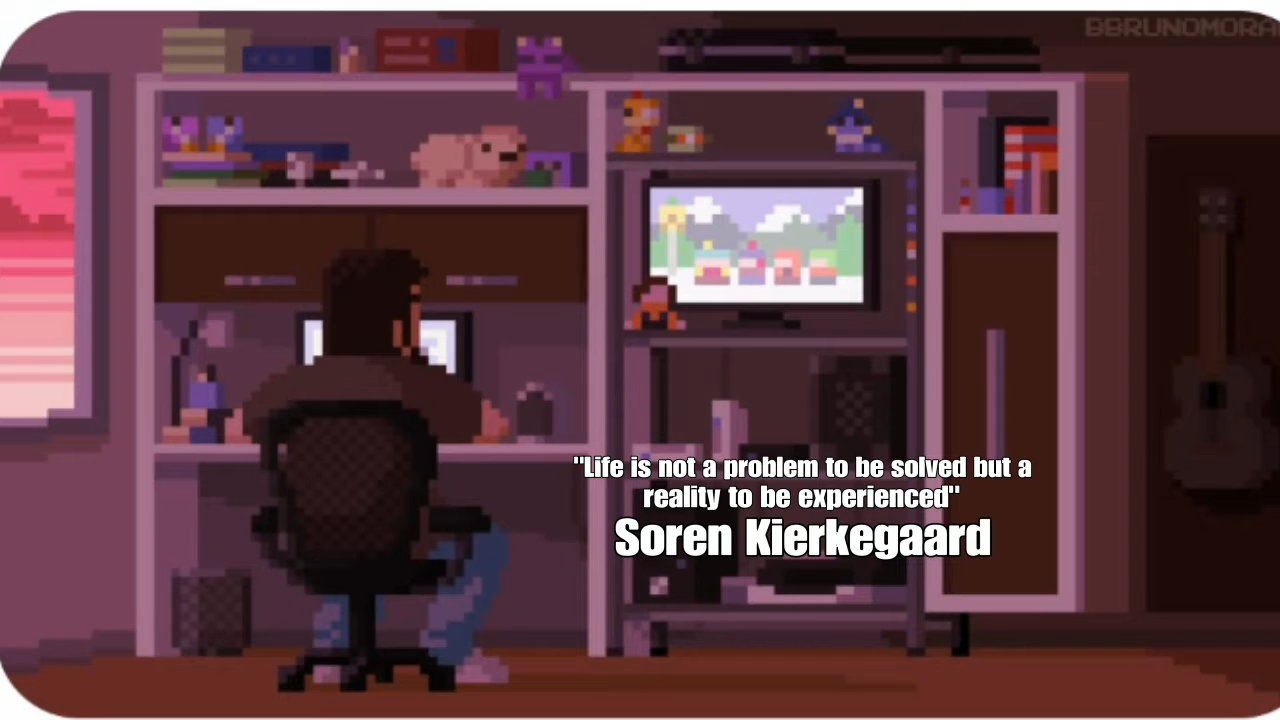 BBRUNOMORA
"Life is not a problem to be solved but a
reality to be experienced"
Soren Kierkegaard